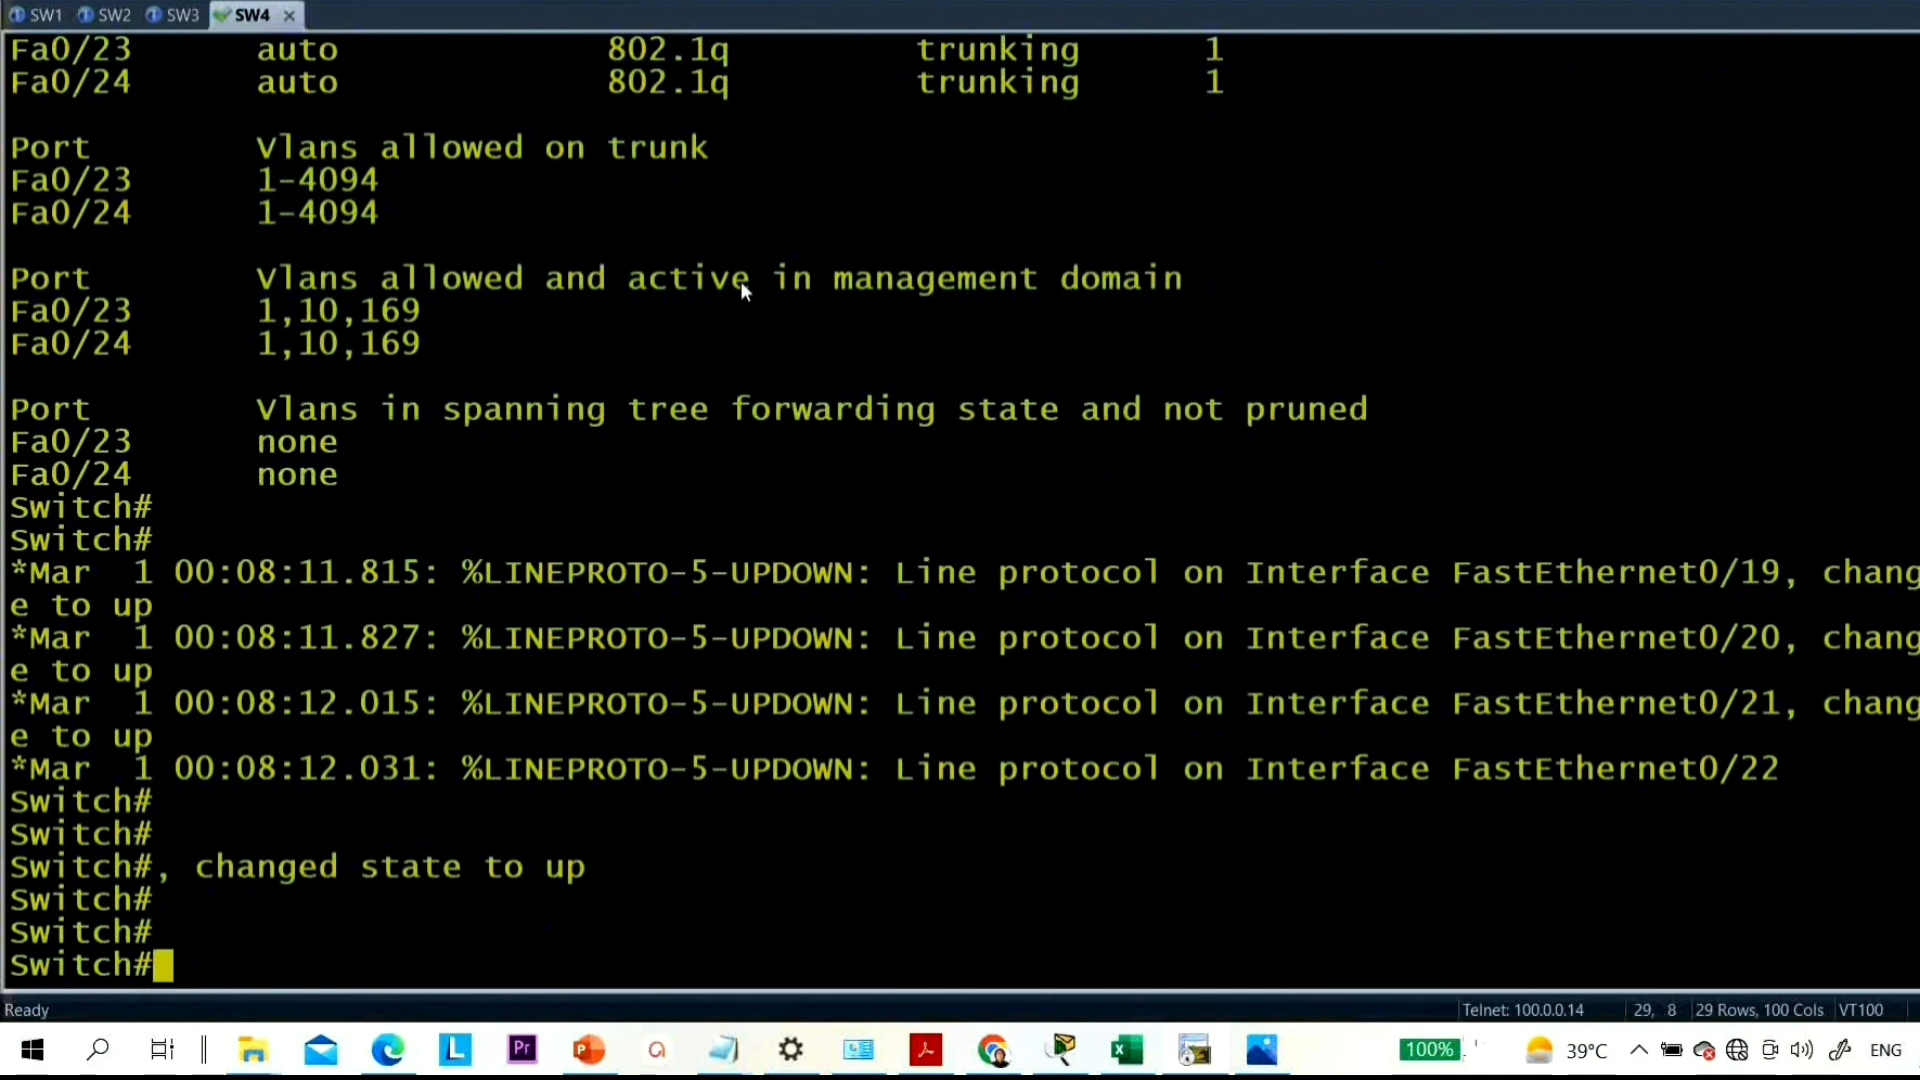 SW1 SW2 SW3 SW4
Fa0/23 auto 802.1q trunking 1
Fa0/24 auto 802.1q trunking 1
Port Vlans allowed on trunk
Fa0/23 1-4094
Fa0/24 1-4094
Port Vlans allowed and active in management domain
Fa0/23 1,10,169
Fa0/24 1,10,169
Port Vlans in spanning tree forwarding state and not pruned
Fa0/23 none
Fa0/24 none
Switch#
Switch#
*Mar 1 00:08:11.815: %LINEPROTO-5-UPDOWN: Line protocol on Interface FastEthernet0/19, chang
e to up
*Mar 1 00:08:11.827: %LINEPROTO-5-UPDOWN: Line protocol on Interface FastEthernet0/20, chang
e to up
*Mar 1 00:08:12.015: %LINEPROTO-5-UPDOWN: Line protocol on Interface FastEthernet0/21, chang
e to up
*Mar 1 00:08:12.031: %LINEPROTO-5-UPDOWN: Line protocol on Interface FastEthernet0/22
Switch#
Switch#
Switch#, changed state to up
Switch#
Switch#
Switch#
Ready Telnet: 100.0.0.14 29, 8 29 Rows, 100 Cols VT100
L Pr 100% 39°C ENG